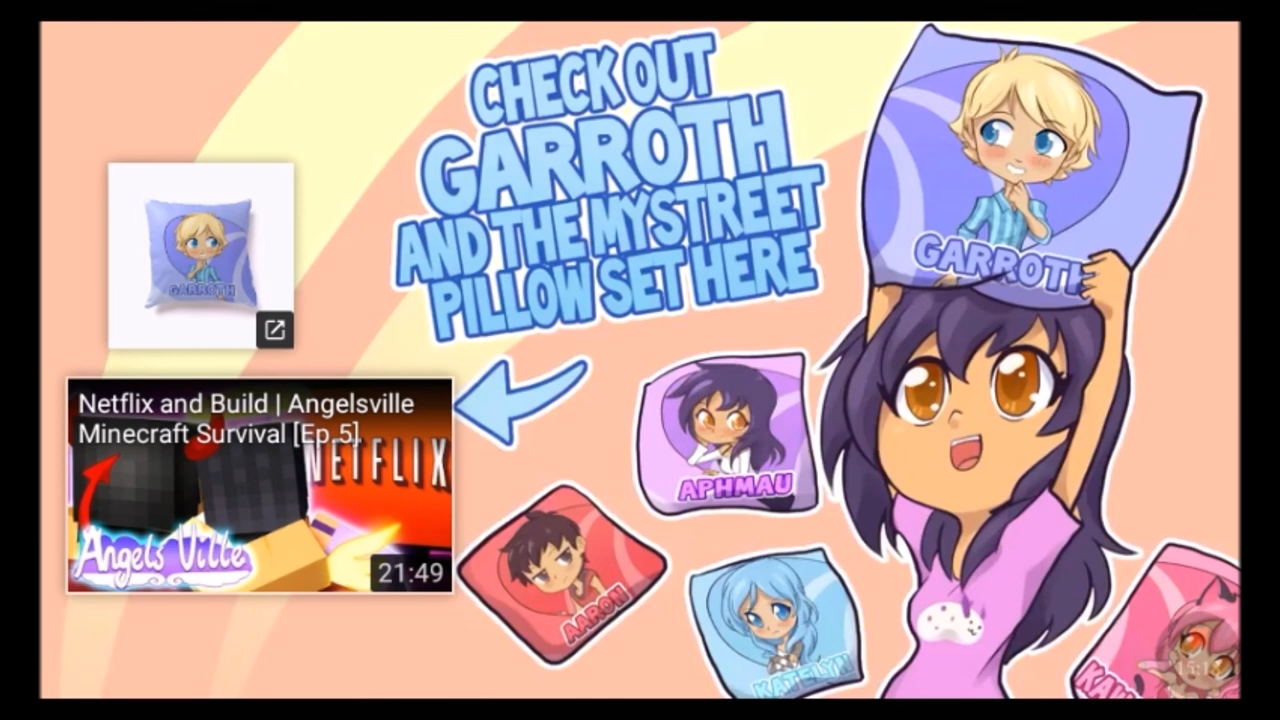 CHECK OUT
GARROTH
AND THE MYSTREET
PILLOW SET HERE
GARROTH
GARROTH
Netflix and Build | Angelsville
Minecraft Survival [Ep.5]
NETFLIX
Angels Ville
21:49
APHMAU
AARON
KATELYN